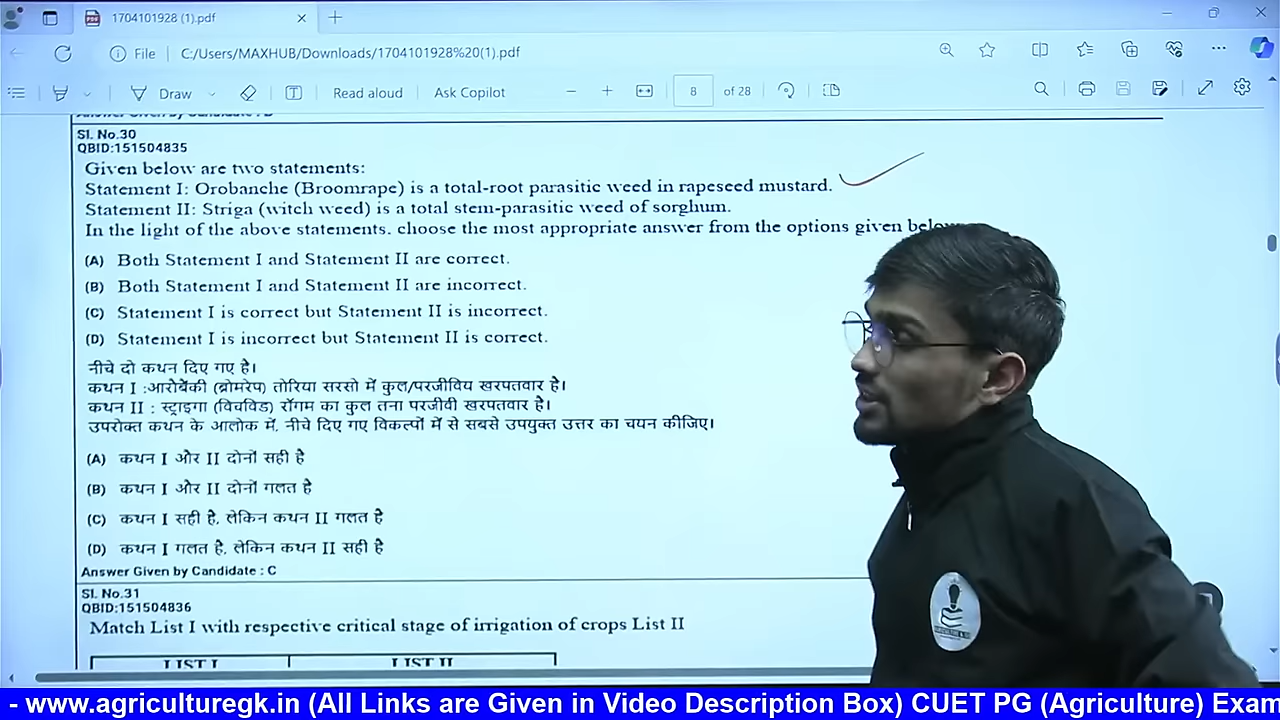 1704101928 (1).pdf
File C:/Users/MAXHUB/Downloads/1704101928%20(1).pdf
Draw Read aloud Ask Copilot 8 of 28
Answer Given by Candidate : D
SI. No.30
QBID:151504835
Given below are two statements:
Statement I: Orobanche (Broomrape) is a total-root parasitic weed in rapeseed mustard.
Statement II: Striga (witch weed) is a total stem-parasitic weed of sorghum.
In the light of the above statements. choose the most appropriate answer from the options given below
(A) Both Statement I and Statement II are correct.
(B) Both Statement I and Statement II are incorrect.
(C) Statement I is correct but Statement II is incorrect.
(D) Statement I is incorrect but Statement II is correct.
नीचे दो कथन दिए गए है।
कथन I :आरोबैंकी (ब्रोमरेप) तोरिया सरसो में कुल/परजीविय खरपतवार है।
कथन II : स्ट्राइगा (विचविड) रॉगम का कुल तना परजीवी खरपतवार है।
उपरोक्त कथन के आलोक में, नीचे दिए गए विकल्पों में से सबसे उपयुक्त उत्तर का चयन कीजिए।
(A) कथन I और II दोनों सही है
(B) कथन I और II दोनों गलत है
(C) कथन I सही है, लेकिन कथन II गलत है
(D) कथन I गलत है, लेकिन कथन II सही है
Answer Given by Candidate : C
SI. No.31
QBID:151504836
Match List I with respective critical stage of irrigation of crops List II
LIST I LIST II
- www.agriculturegk.in (All Links are Given in Video Description Box) CUET PG (Agriculture) Exam